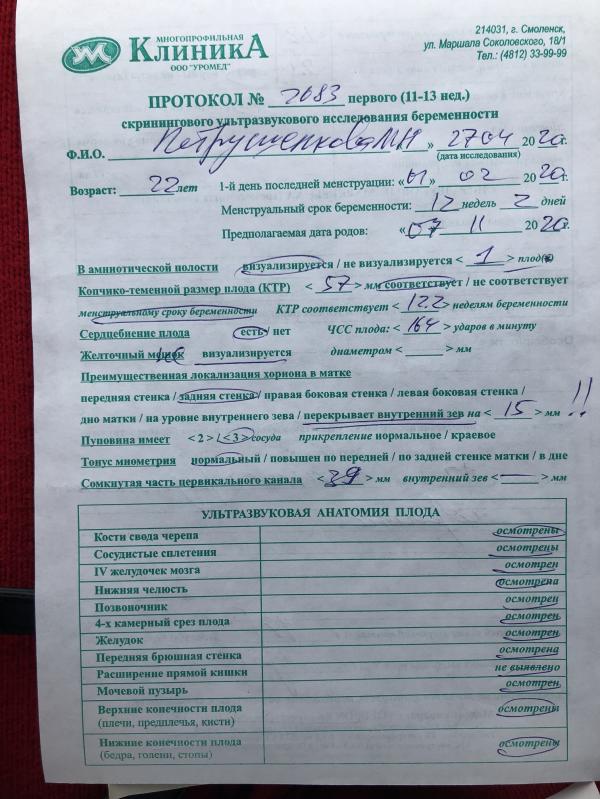 МНОГОПРОФИЛЬНАЯ
КЛИНИКА
ООО "УРОМЕД"
214031, г. Смоленск,
ул. Маршала Соколовского, 18/1
Тел.: (4812) 33-99-99
ПРОТОКОЛ № 2083 первого (11-13 нед.)
скринингового ультразвукового исследования беременности
Ф.И.О. Петрушенкова МН « » 27 04 2020г.
(дата исследования)
Возраст: 22 лет 1-й день последней менструации: «01» 02 2020г.
Менструальный срок беременности: 12 недель 2 дней
Предполагаемая дата родов: «07» 11 2020г.
В амниотической полости визуализируется / не визуализируется < 1 > плод(ы)
Копчико-теменной размер плода (КТР) < 57 > мм соответствует / не соответствует
менструальному сроку беременности КТР соответствует < 12.2 > неделям беременности
Сердцебиение плода есть / нет ЧСС плода: < 164 > ударов в минуту
Желточный мешок визуализируется диаметром < > мм
Преимущественная локализация хориона в матке
передняя стенка / задняя стенка / правая боковая стенка / левая боковая стенка /
дно матки / на уровне внутреннего зева / перекрывает внутренний зев на < 15 > мм !!
Пуповина имеет < 2 > / < 3 > сосуда прикрепление нормальное / краевое
Тонус миометрия нормальный / повышен по передней / по задней стенке матки / в дне
Сомкнутая часть цервикального канала < 39 > мм внутренний зев < — > мм
УЛЬТРАЗВУКОВАЯ АНАТОМИЯ ПЛОДА
Кости свода черепа осмотрены
Сосудистые сплетения осмотрены
IV желудочек мозга осмотрен
Нижняя челюсть осмотрена
Позвоночник осмотрен
4-х камерный срез плода осмотрен
Желудок осмотрен
Передняя брюшная стенка осмотрена
Расширение прямой кишки не выявлено
Мочевой пузырь осмотрен
Верхние конечности плода осмотрены
(плечи, предплечья, кисти)
Нижние конечности плода осмотрены
(бедра, голени, стопы)